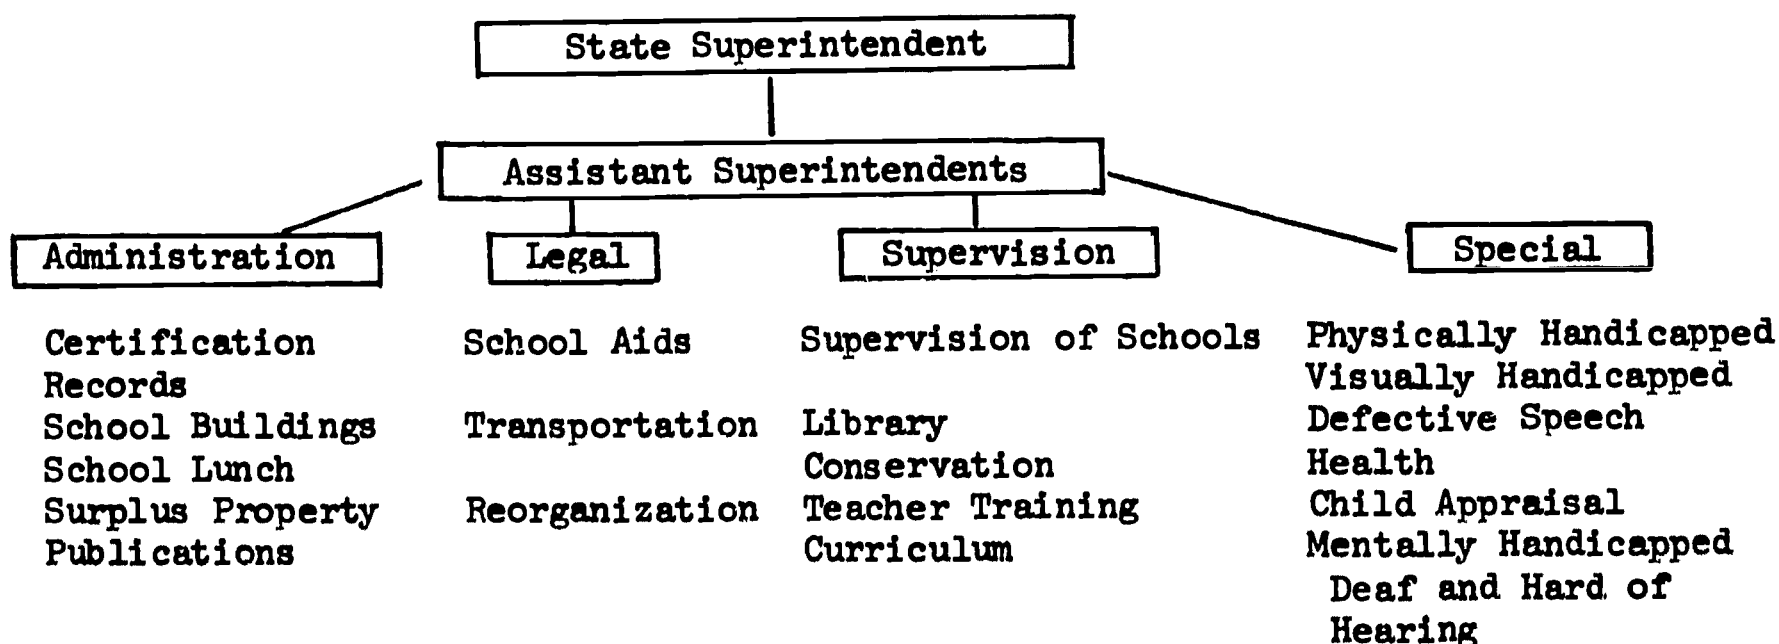 State Superintendent
Assistant Superintendents
Administration
Legal
Supervision
Special
Certification
Records
School Buildings
School Lunch
Surplus Property
Publications
School Aids
Transportation
Reorganization
Supervision of Schools
Library
Conservation
Teacher Training
Curriculum
Physically Handicapped
Visually Handicapped
Defective Speech
Health
Child Appraisal
Mentally Handicapped
Deaf and Hard of
Hearing